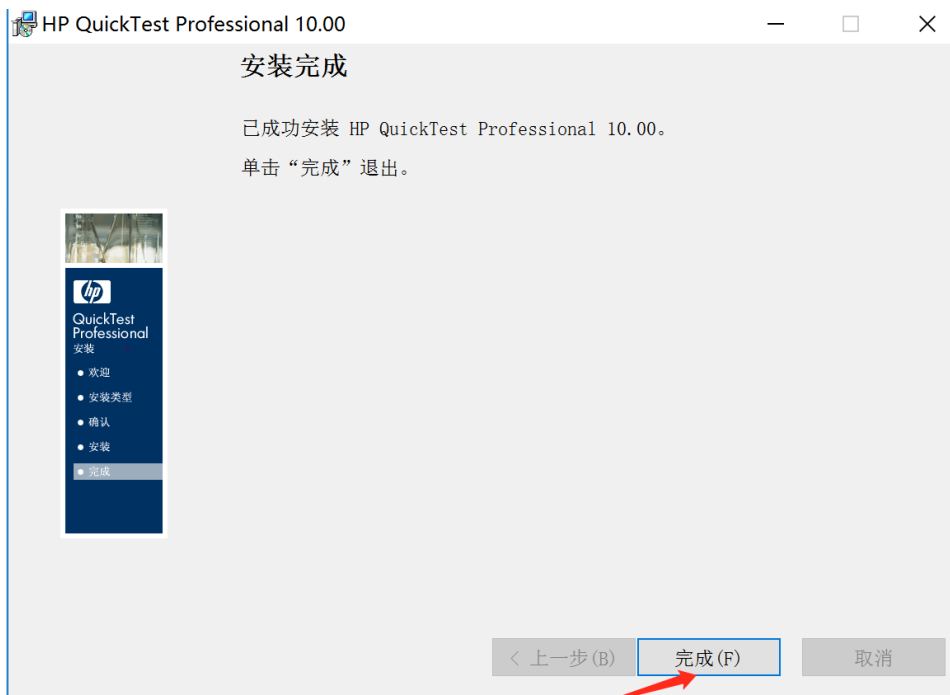 HP QuickTest Professional 10.00
安装完成
已成功安装 HP QuickTest Professional 10.00。
单击“完成”退出。
hp
QuickTest
Professional
安装
欢迎
安装类型
确认
安装
完成
< 上一步(B)
完成(F)
取消